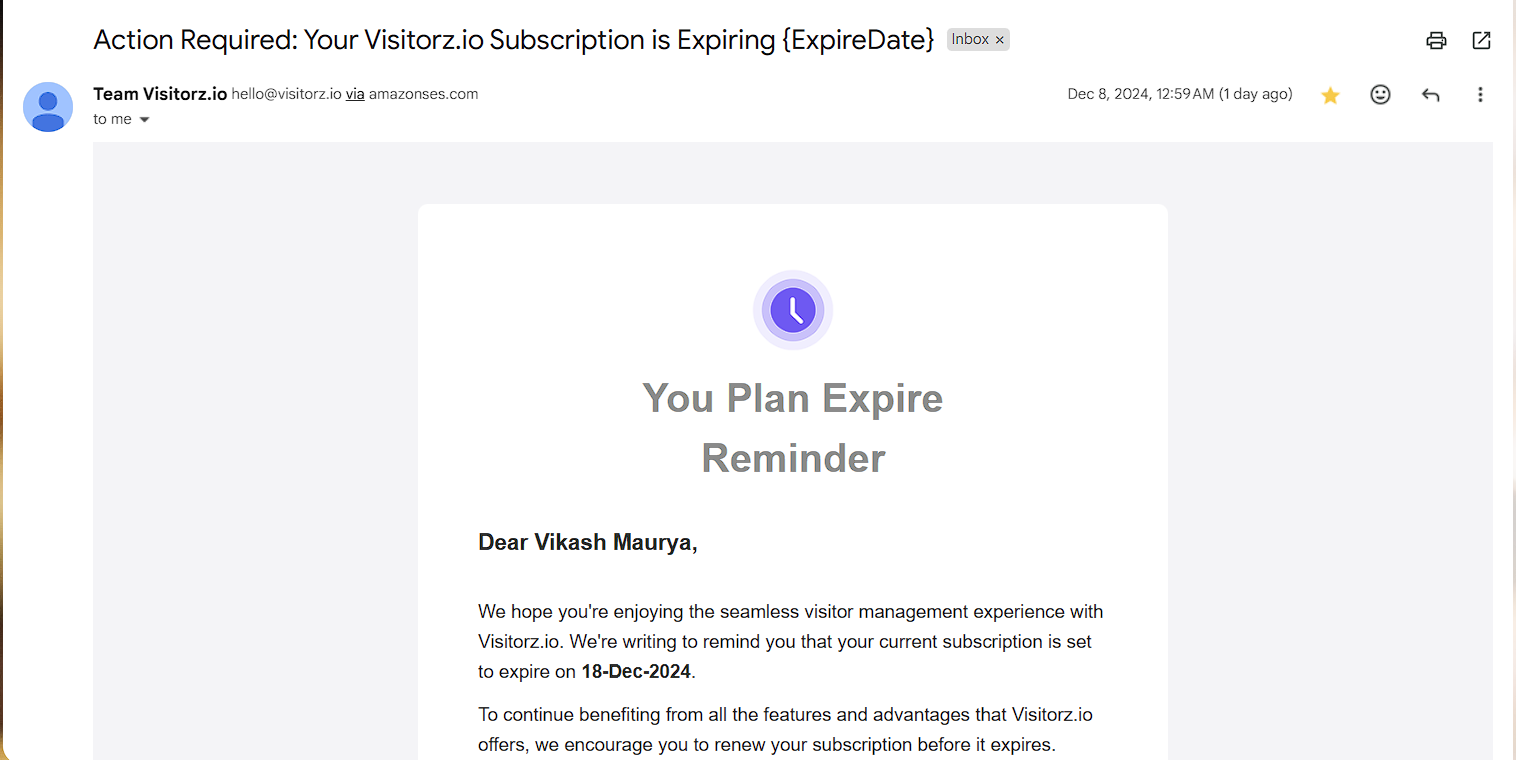 Action Required: Your Visitorz.io Subscription is Expiring {ExpireDate} Inbox ×
Team Visitorz.io hello@visitorz.io via amazonses.com Dec 8, 2024, 12:59 AM (1 day ago)
to me
You Plan Expire
Reminder
Dear Vikash Maurya,
We hope you're enjoying the seamless visitor management experience with
Visitorz.io. We're writing to remind you that your current subscription is set
to expire on 18-Dec-2024.
To continue benefiting from all the features and advantages that Visitorz.io
offers, we encourage you to renew your subscription before it expires.